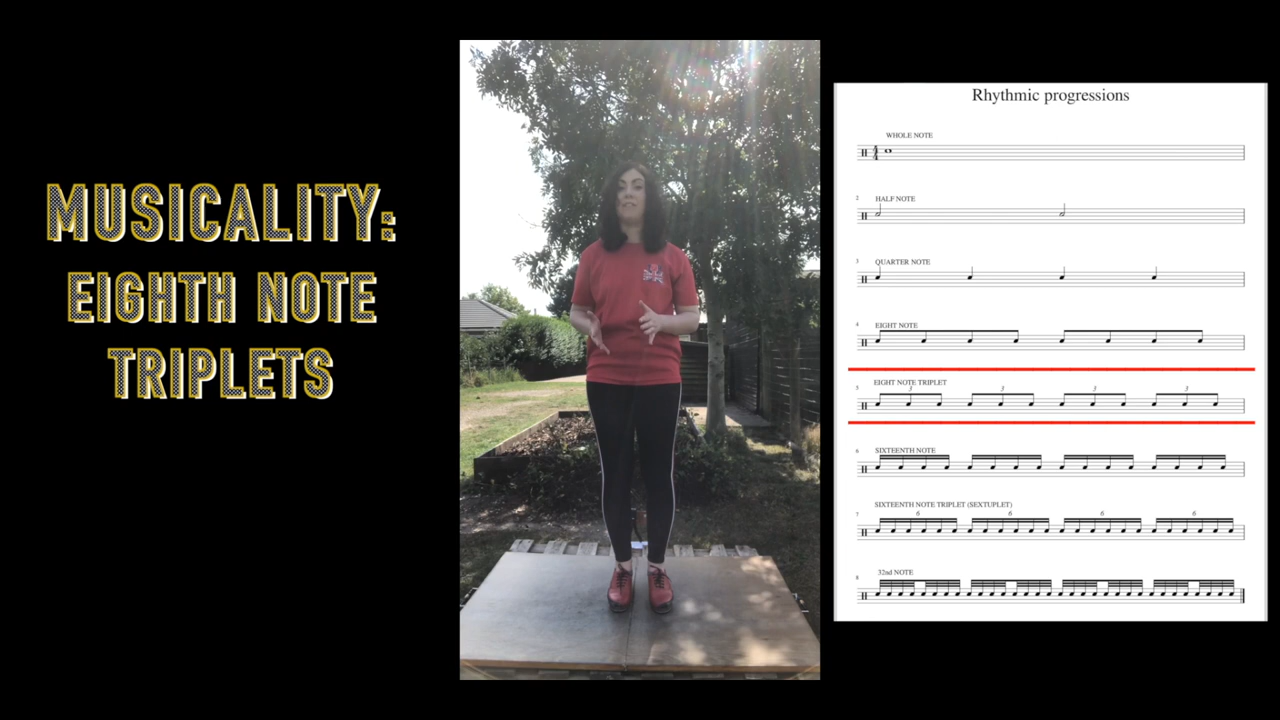 MUSICALITY:
EIGHTH NOTE
TRIPLETS
Rhythmic progressions
WHOLE NOTE
4
4
2
HALF NOTE
3
QUARTER NOTE
4
EIGHT NOTE
5
EIGHT NOTE TRIPLET
3 3 3 3
6
SIXTEENTH NOTE
7
SIXTEENTH NOTE TRIPLET (SEXTUPLET)
6 6 6 6
8
32nd NOTE